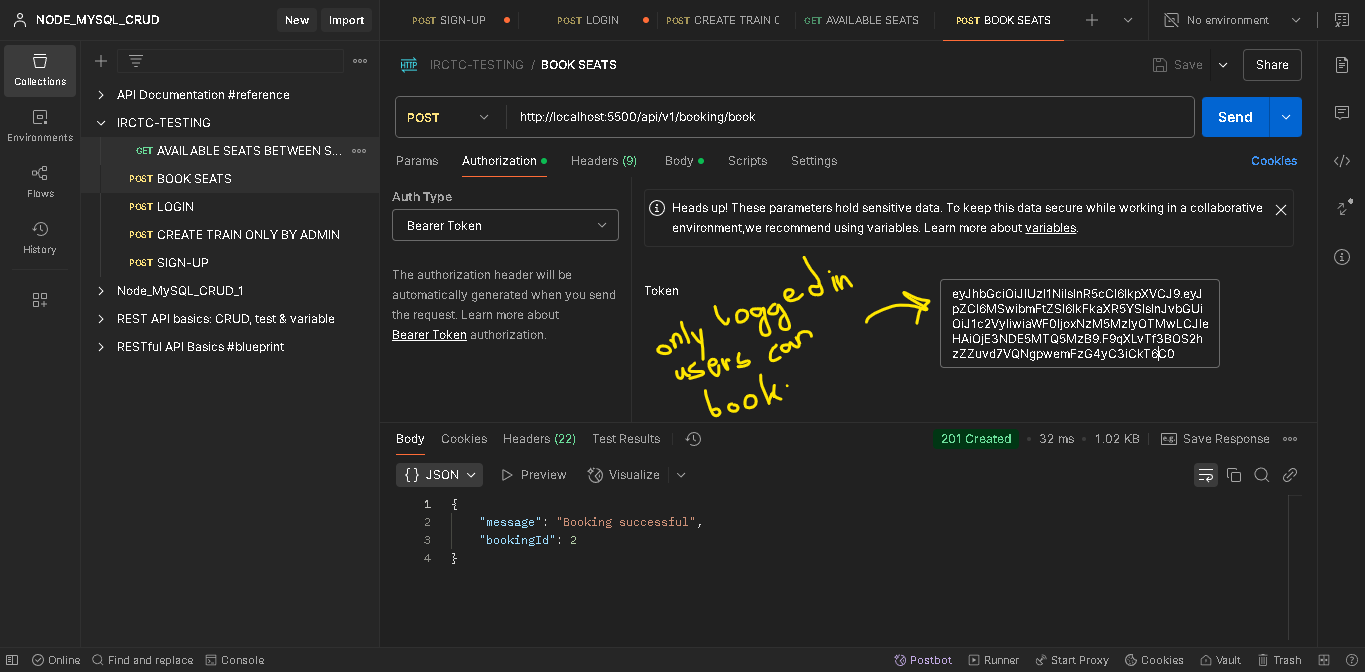 NODE_MYSQL_CRUD
New
Import
POST SIGN-UP
POST LOGIN
POST CREATE TRAIN C
GET AVAILABLE SEATS
POST BOOK SEATS
No environment
Collections
Environments
Flows
History
API Documentation #reference
IRCTC-TESTING
GET AVAILABLE SEATS BETWEEN S...
POST BOOK SEATS
POST LOGIN
POST CREATE TRAIN ONLY BY ADMIN
POST SIGN-UP
Node_MySQL_CRUD_1
REST API basics: CRUD, test & variable
RESTful API Basics #blueprint
HTTP IRCTC-TESTING / BOOK SEATS
Save
Share
POST
http://localhost:5500/api/v1/booking/book
Send
Params
Authorization
Headers (9)
Body
Scripts
Settings
Cookies
Auth Type
Bearer Token
The authorization header will be
automatically generated when you send
the request. Learn more about
Bearer Token authorization.
Heads up! These parameters hold sensitive data. To keep this data secure while working in a collaborative
environment,we recommend using variables. Learn more about variables.
Token
only loggedin
users can
book.
Body
Cookies
Headers (22)
Test Results
201 Created
32 ms
1.02 KB
Save Response
{} JSON
Preview
Visualize
1 {
2 "message": "Booking successful",
3 "bookingId": 2
4 }
Online
Find and replace
Console
Postbot
Runner
Start Proxy
Cookies
Vault
Trash